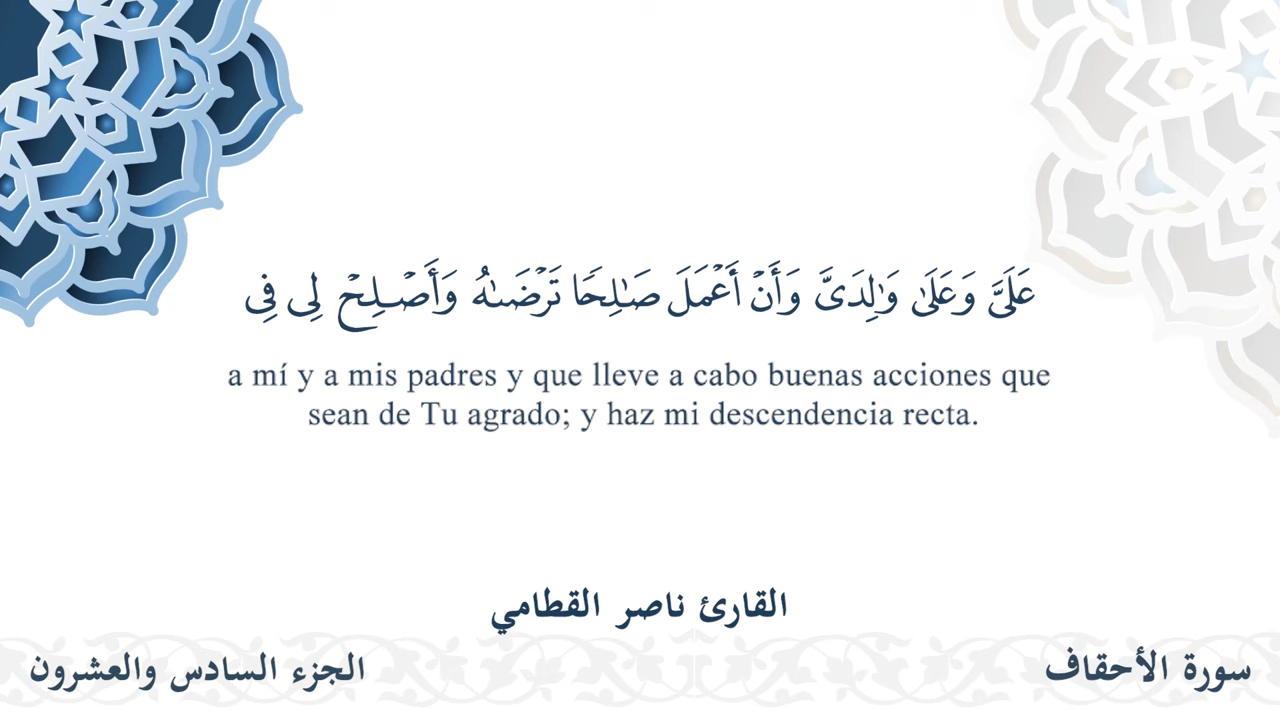 عَلَىَّ وَعَلَىٰ وَٰلِدَىَّ وَأَنْ أَعْمَلَ صَـٰلِحًا تَرْضَىٰهُ وَأَصْلِحْ لِى فِى
a mí y a mis padres y que lleve a cabo buenas acciones que
sean de Tu agrado; y haz mi descendencia recta.
القارئ ناصر القطامي
سورة الأحقاف
الجزء السادس والعشرون